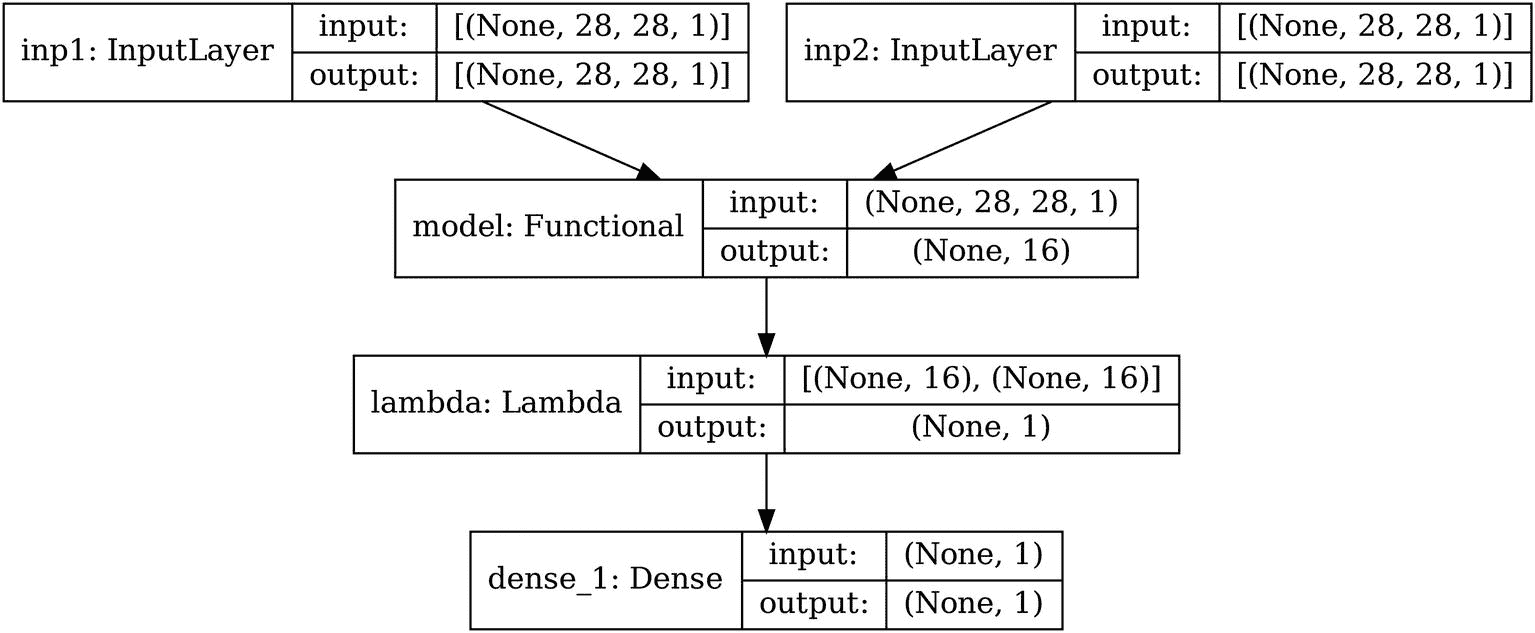 inp1: InputLayer
input: [(None, 28, 28, 1)]
output: [(None, 28, 28, 1)]
inp2: InputLayer
input: [(None, 28, 28, 1)]
output: [(None, 28, 28, 1)]
model: Functional
input: (None, 28, 28, 1)
output: (None, 16)
lambda: Lambda
input: [(None, 16), (None, 16)]
output: (None, 1)
dense_1: Dense
input: (None, 1)
output: (None, 1)